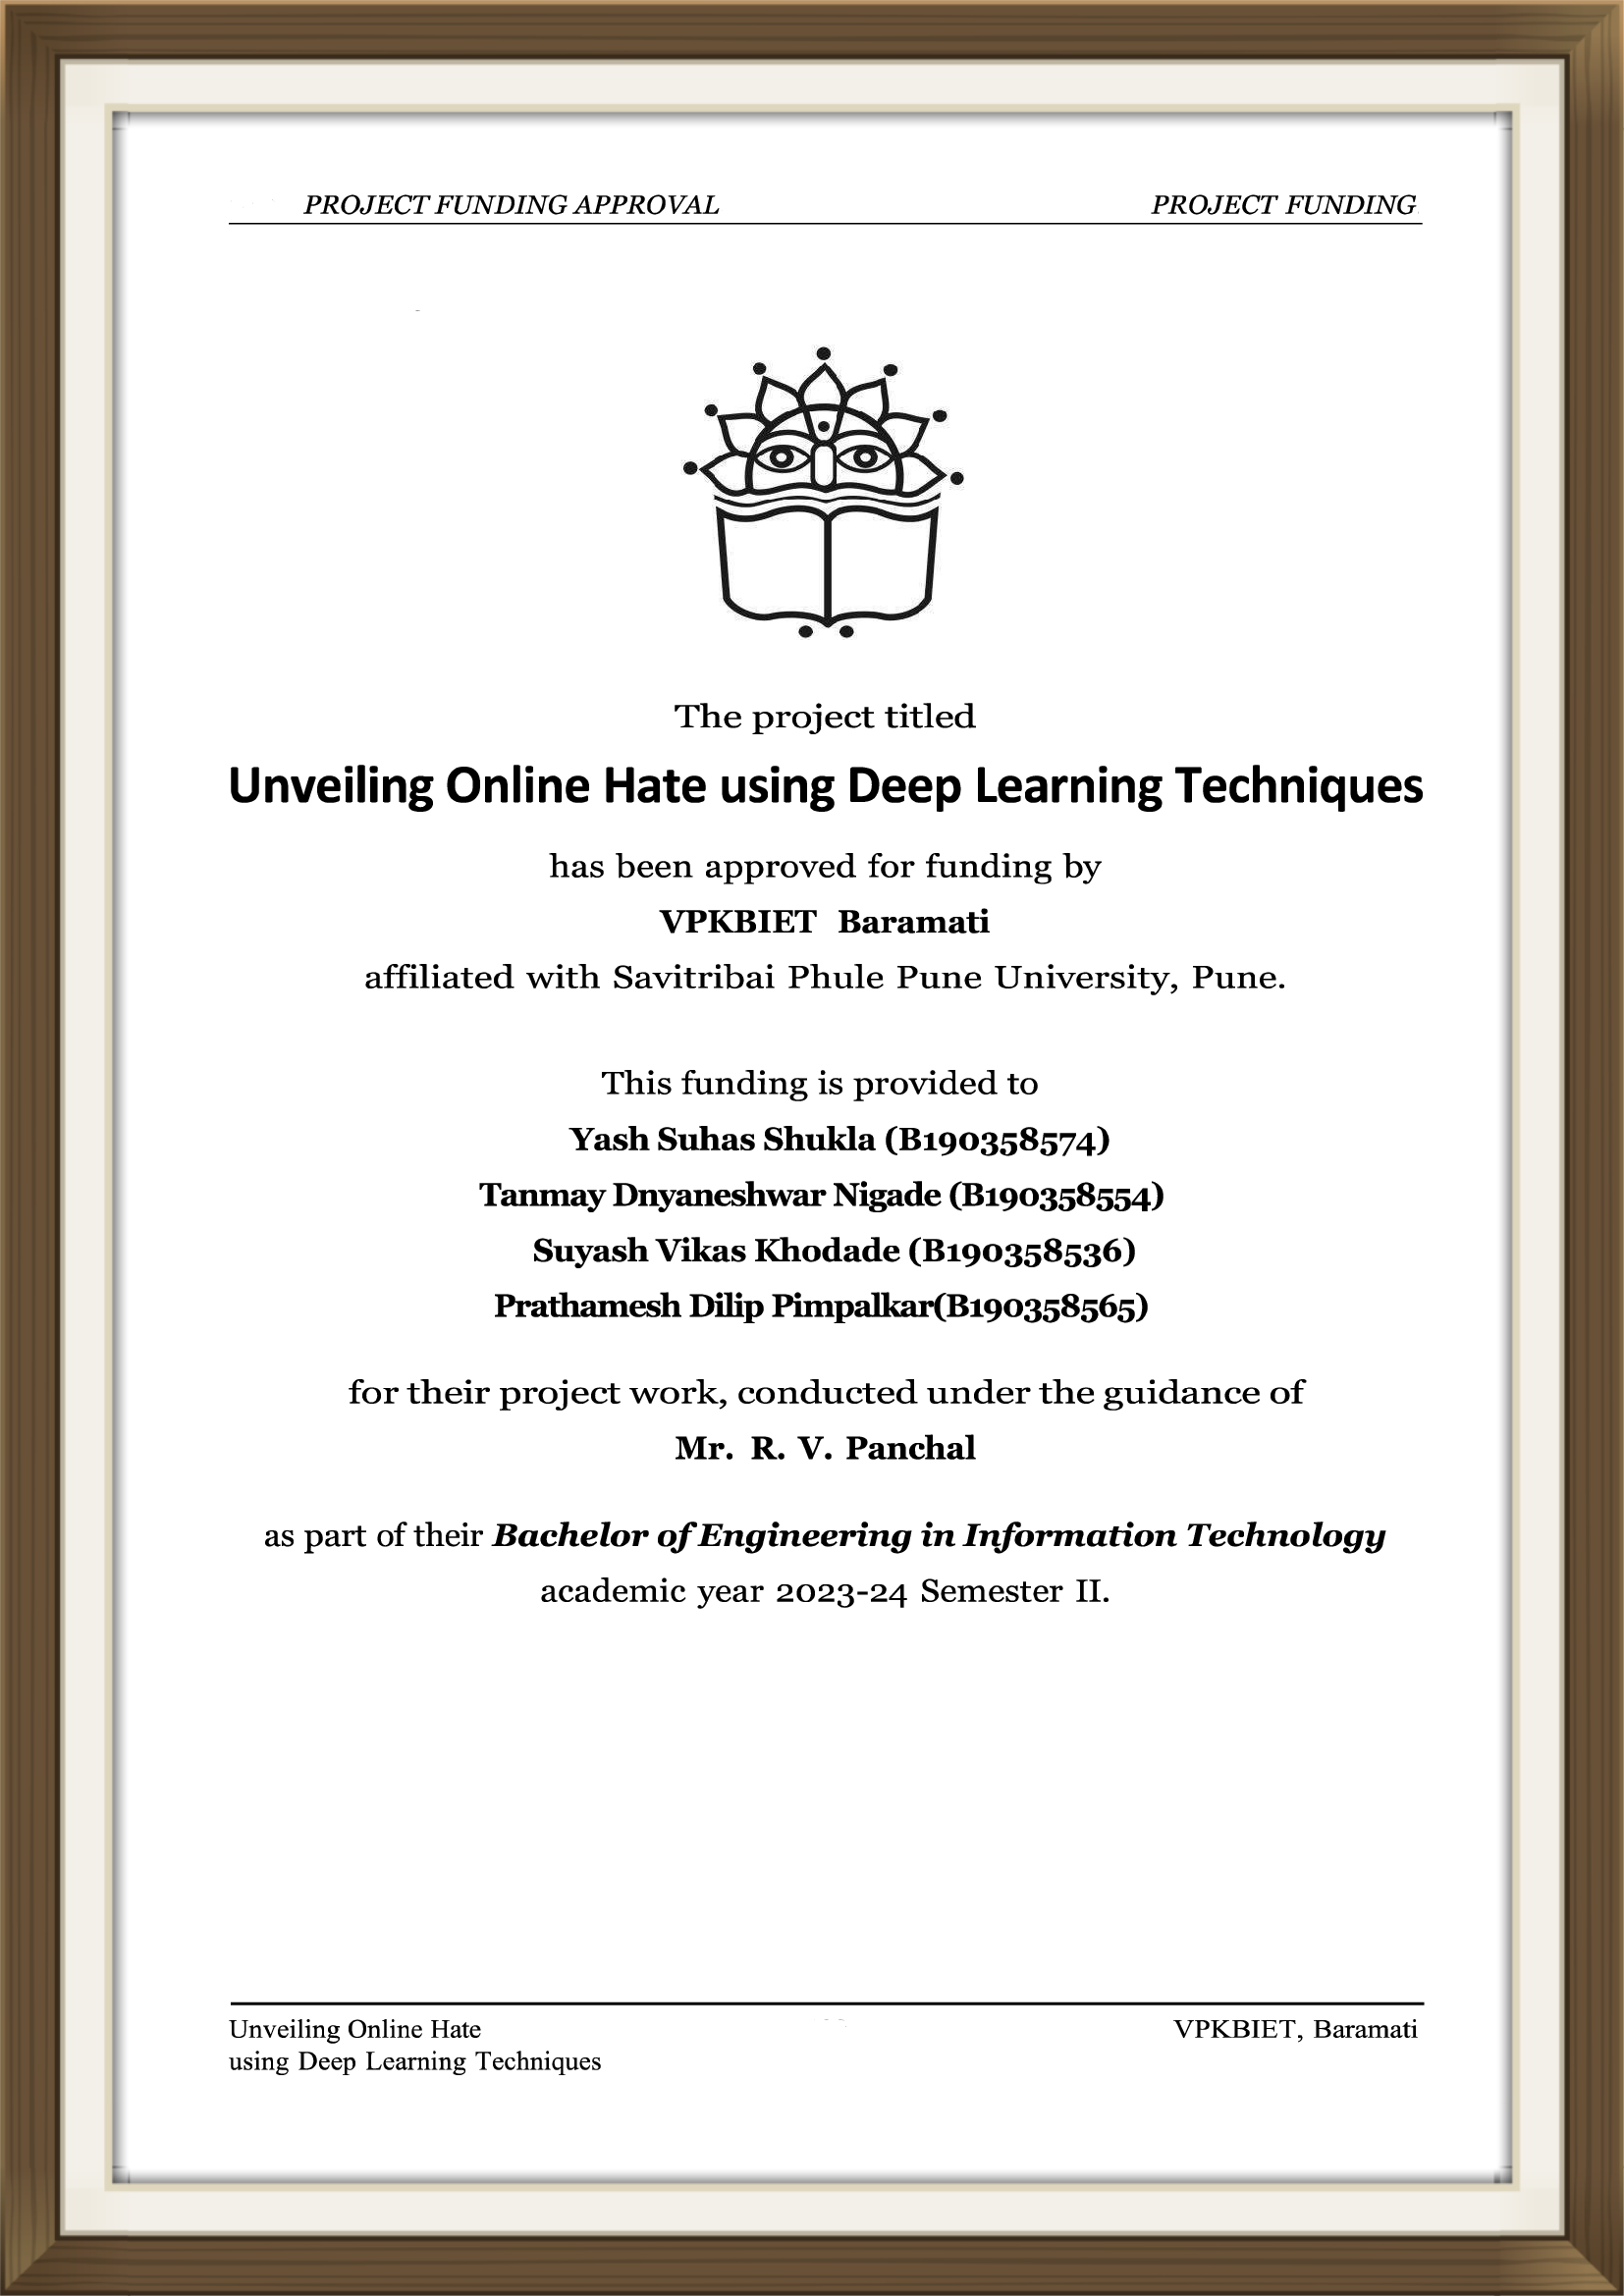 PROJECT FUNDING APPROVAL PROJECT FUNDING
The project titled
Unveiling Online Hate using Deep Learning Techniques
has been approved for funding by
VPKBIET Baramati
affiliated with Savitribai Phule Pune University, Pune.
This funding is provided to
Yash Suhas Shukla (B190358574)
Tanmay Dnyaneshwar Nigade (B190358554)
Suyash Vikas Khodade (B190358536)
Prathamesh Dilip Pimpalkar(B190358565)
for their project work, conducted under the guidance of
Mr. R. V. Panchal
as part of their Bachelor of Engineering in Information Technology
academic year 2023-24 Semester II.
Unveiling Online Hate VPKBIET, Baramati
using Deep Learning Techniques